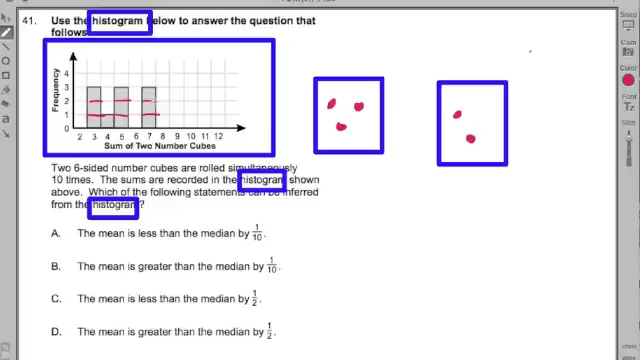 41. Use the histogram below to answer the question that
follows
Frequency
4
3
2
1
0
2 3 4 5 6 7 8 9 10 11 12
Sum of Two Number Cubes
Two 6-sided number cubes are rolled simultaneously
10 times. The sums are recorded in the histogram shown
above. Which of the following statements can be inferred
from the histogram?
A. The mean is less than the median by 1/10.
B. The mean is greater than the median by 1/10.
C. The mean is less than the median by 1/2.
D. The mean is greater than the median by 1/2.
Snap
Cam
Color
Font
Tz
Size
Undo